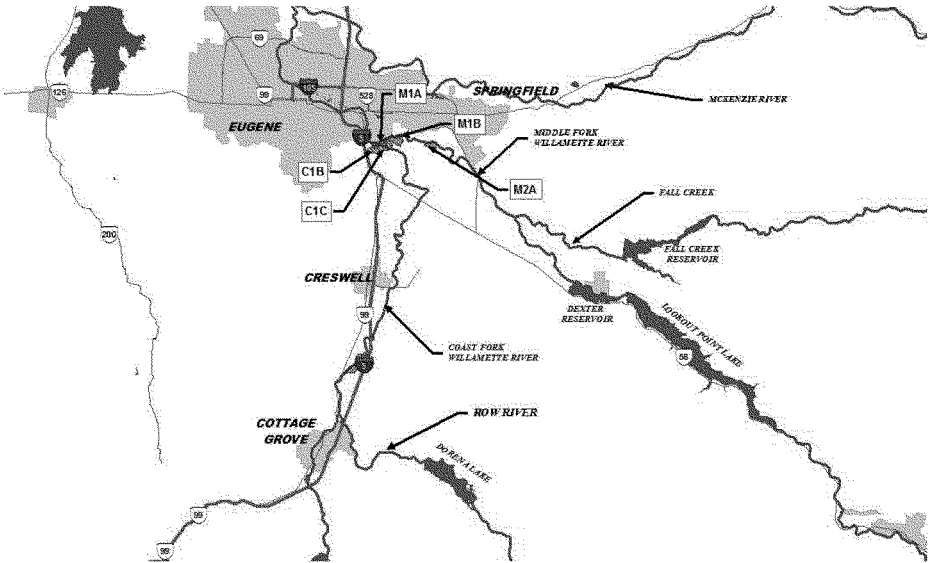 69
126
99
528
SPRINGFIELD
M1A
MCKENZIE RIVER
EUGENE
M1B
MIDDLE FORK
WILLAMETTE RIVER
C1B
M2A
C1C
FALL CREEK
200
FALL CREEK
RESERVOIR
CRESWELL
DEXTER
RESERVOIR
LOOKOUT POINT LAKE
99
COAST FORK
WILLAMETTE RIVER
58
COTTAGE
GROVE
ROW RIVER
DORENA LAKE
99
99